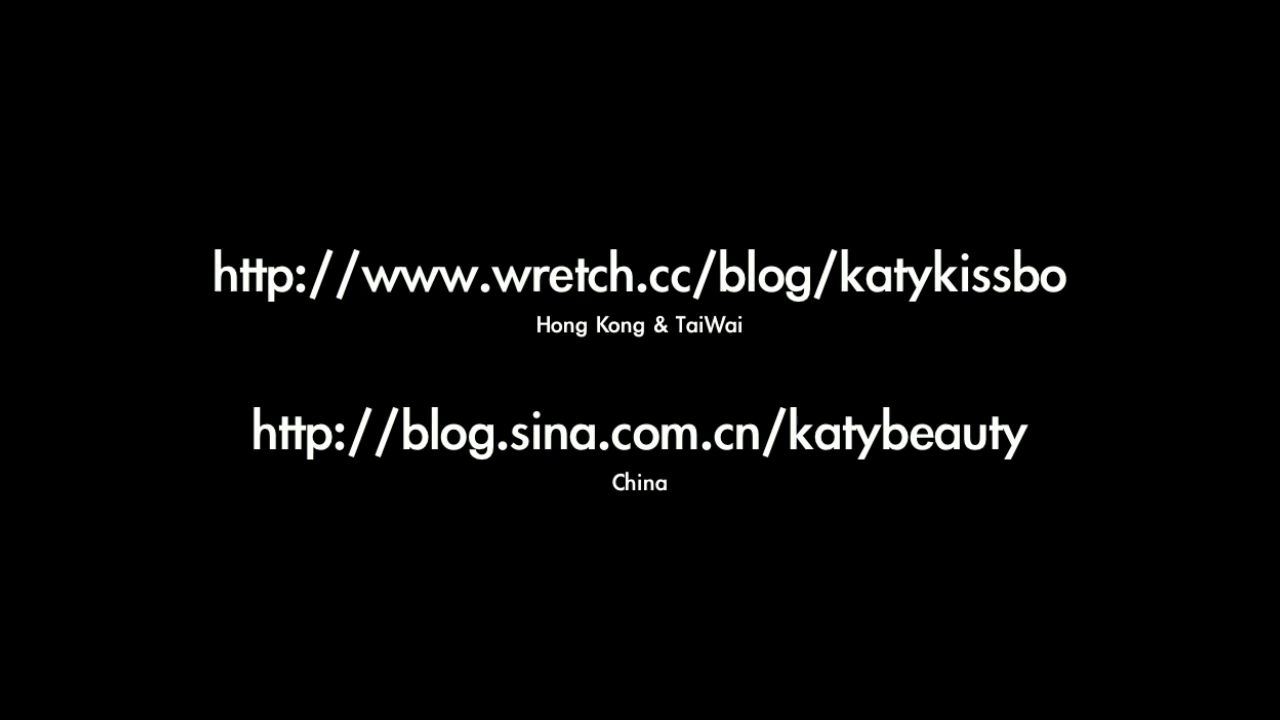 http://www.wretch.cc/blog/katykissbo
Hong Kong & TaiWai
http://blog.sina.com.cn/katybeauty
China